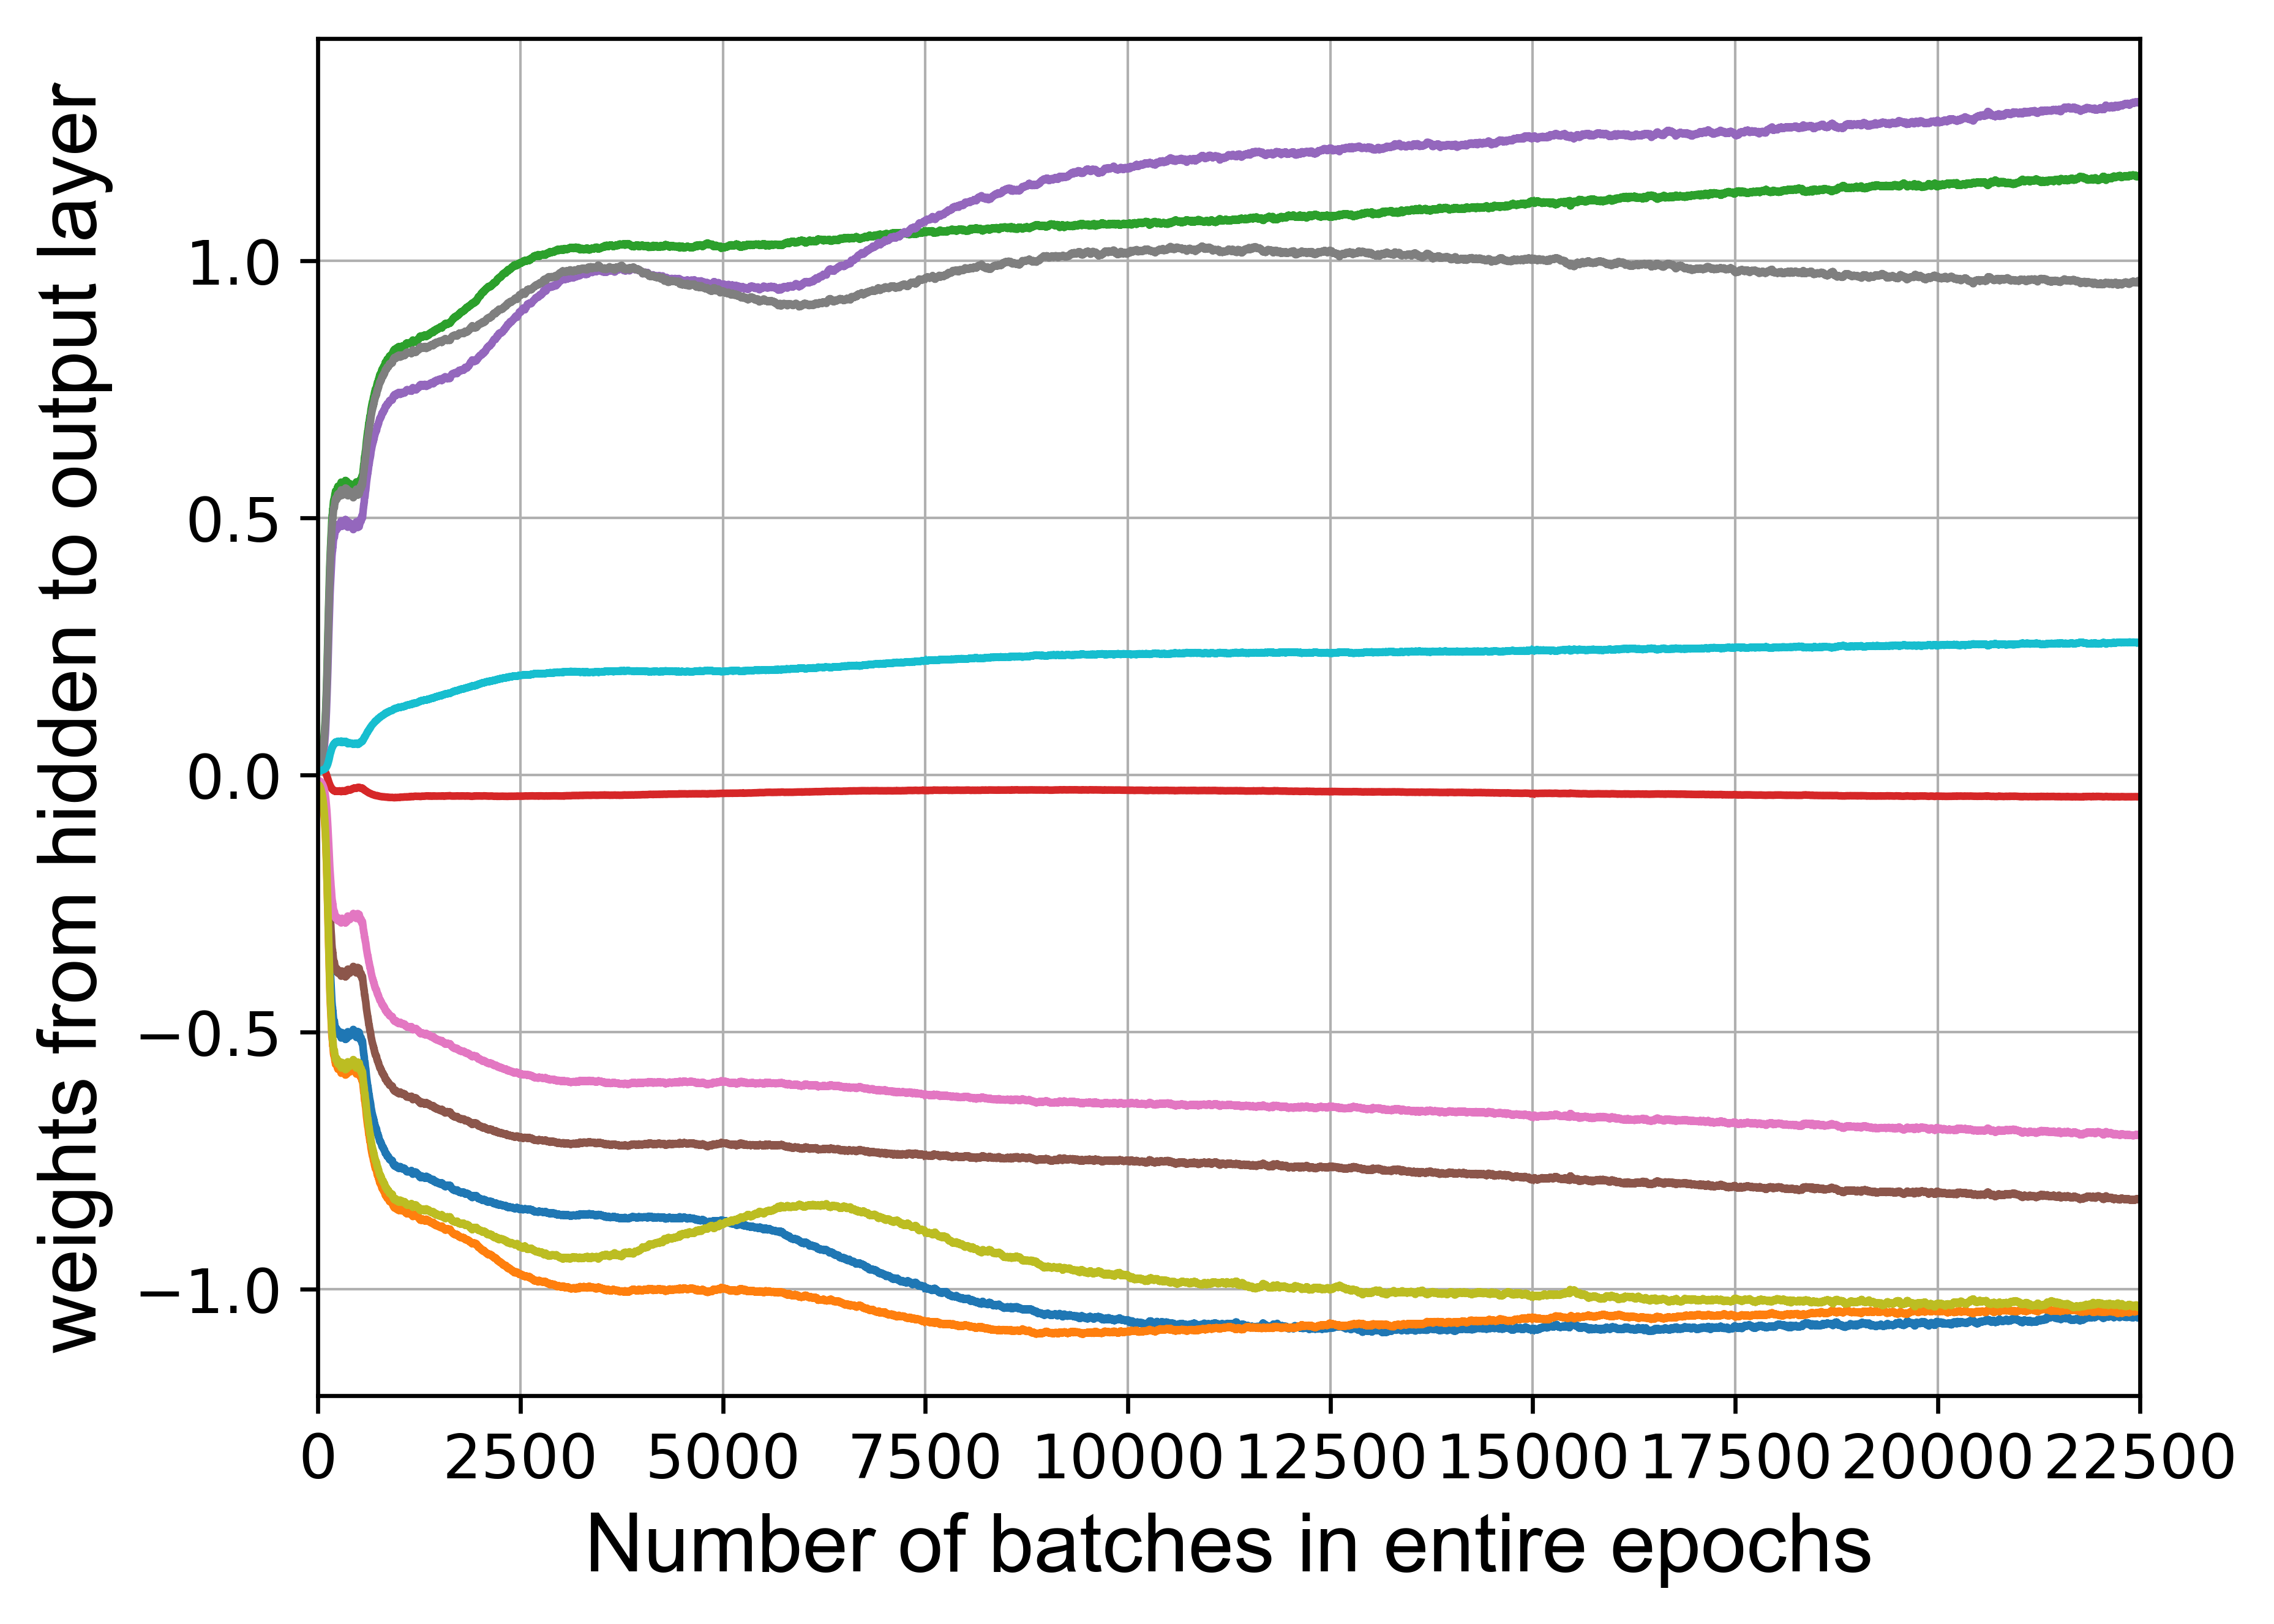 weights from hidden to output layer
1.0
0.5
0.0
−0.5
−1.0
0 2500 5000 7500 10000 12500 15000 17500 20000 22500
Number of batches in entire epochs